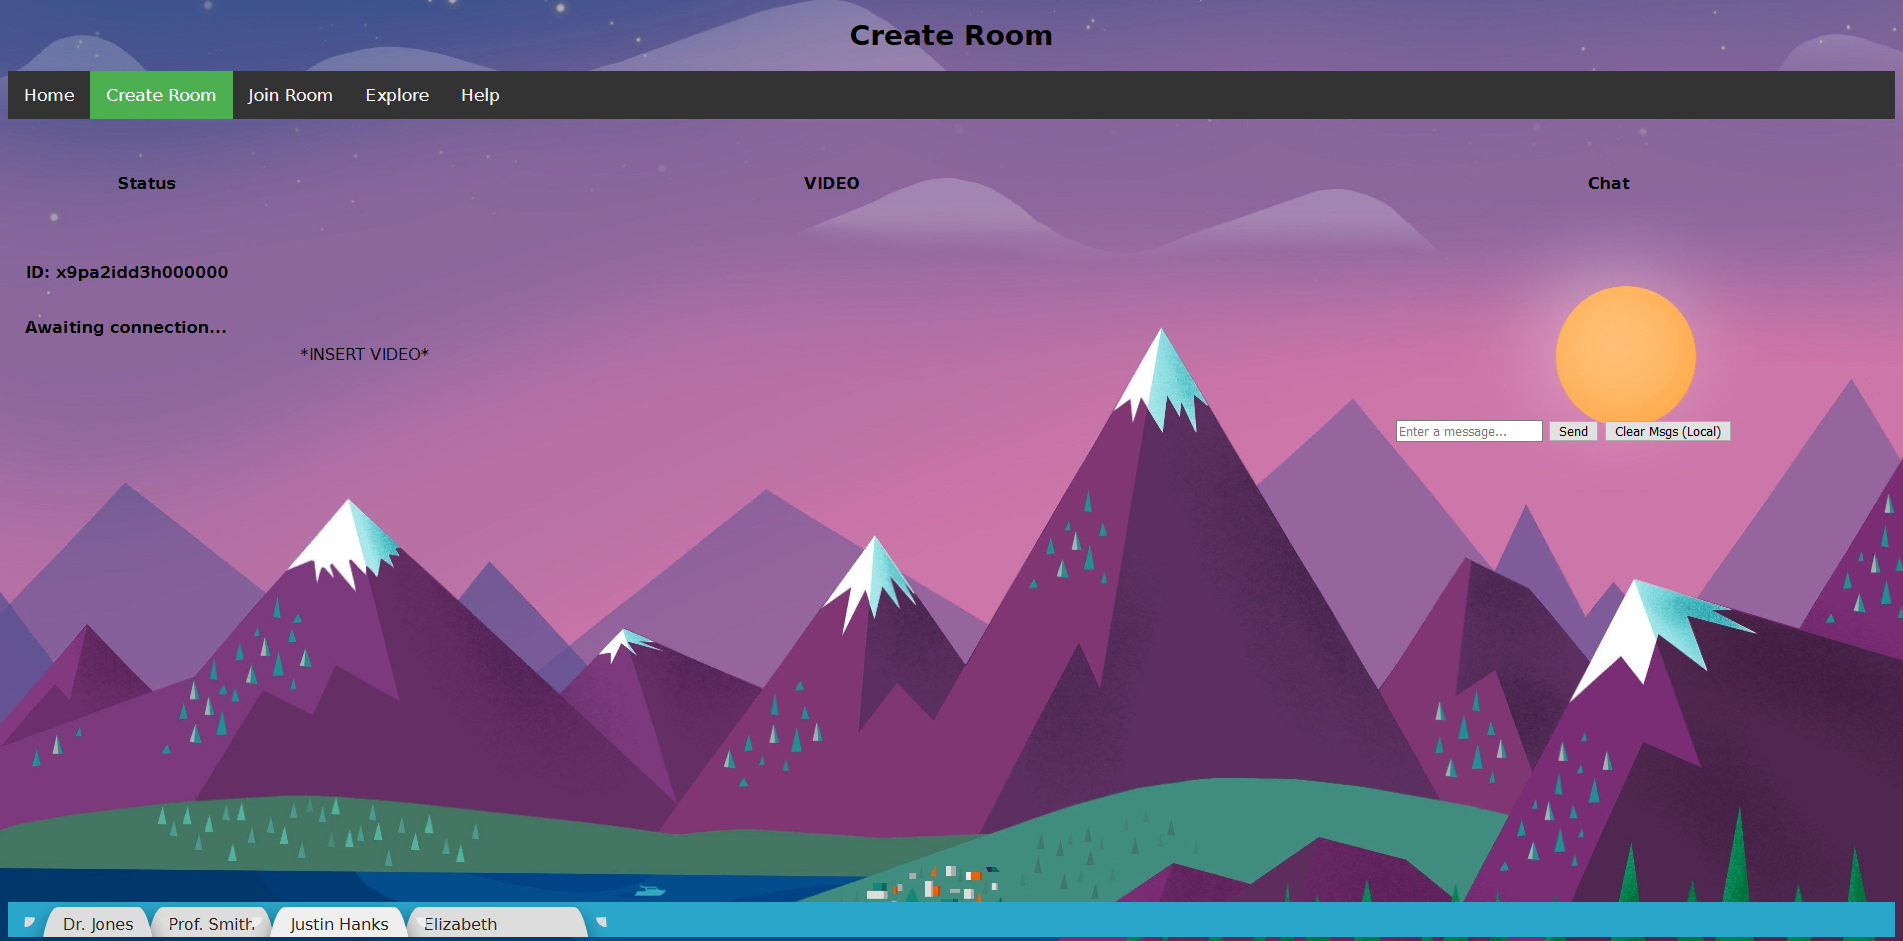 Create Room
Home Create Room Join Room Explore Help
Status VIDEO Chat
ID: x9pa2idd3h000000
Awaiting connection...
*INSERT VIDEO*
Enter a message... Send Clear Msgs (Local)
Dr. Jones Prof. Smith Justin Hanks Elizabeth